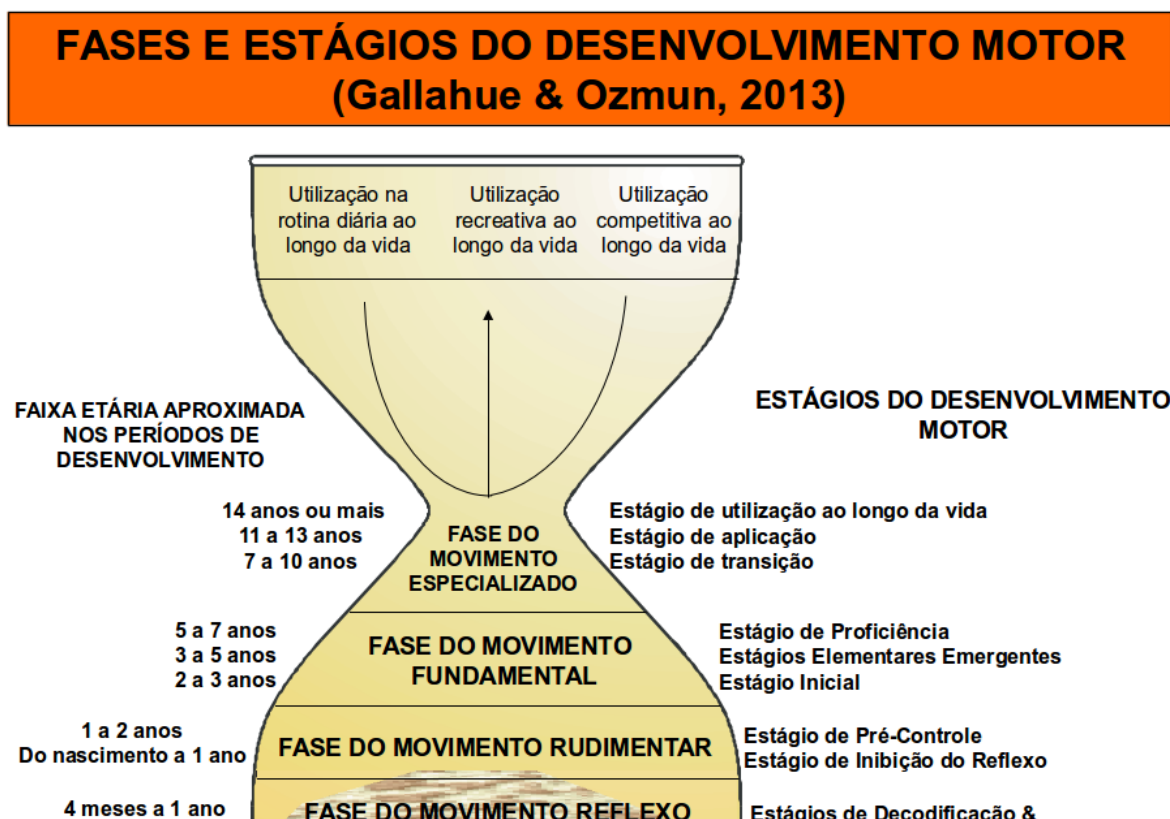 FASES E ESTÁGIOS DO DESENVOLVIMENTO MOTOR
(Gallahue & Ozmun, 2013)
Utilização na
rotina diária ao
longo da vida
Utilização
recreativa ao
longo da vida
Utilização
competitiva ao
longo da vida
FAIXA ETÁRIA APROXIMADA
NOS PERÍODOS DE
DESENVOLVIMENTO
ESTÁGIOS DO DESENVOLVIMENTO
MOTOR
14 anos ou mais
11 a 13 anos
7 a 10 anos
FASE DO
MOVIMENTO
ESPECIALIZADO
Estágio de utilização ao longo da vida
Estágio de aplicação
Estágio de transição
5 a 7 anos
3 a 5 anos
2 a 3 anos
FASE DO MOVIMENTO
FUNDAMENTAL
Estágio de Proficiência
Estágios Elementares Emergentes
Estágio Inicial
1 a 2 anos
Do nascimento a 1 ano
FASE DO MOVIMENTO RUDIMENTAR
Estágio de Pré-Controle
Estágio de Inibição do Reflexo
4 meses a 1 ano
FASE DO MOVIMENTO REFLEXO
Estágios de Decodificação &